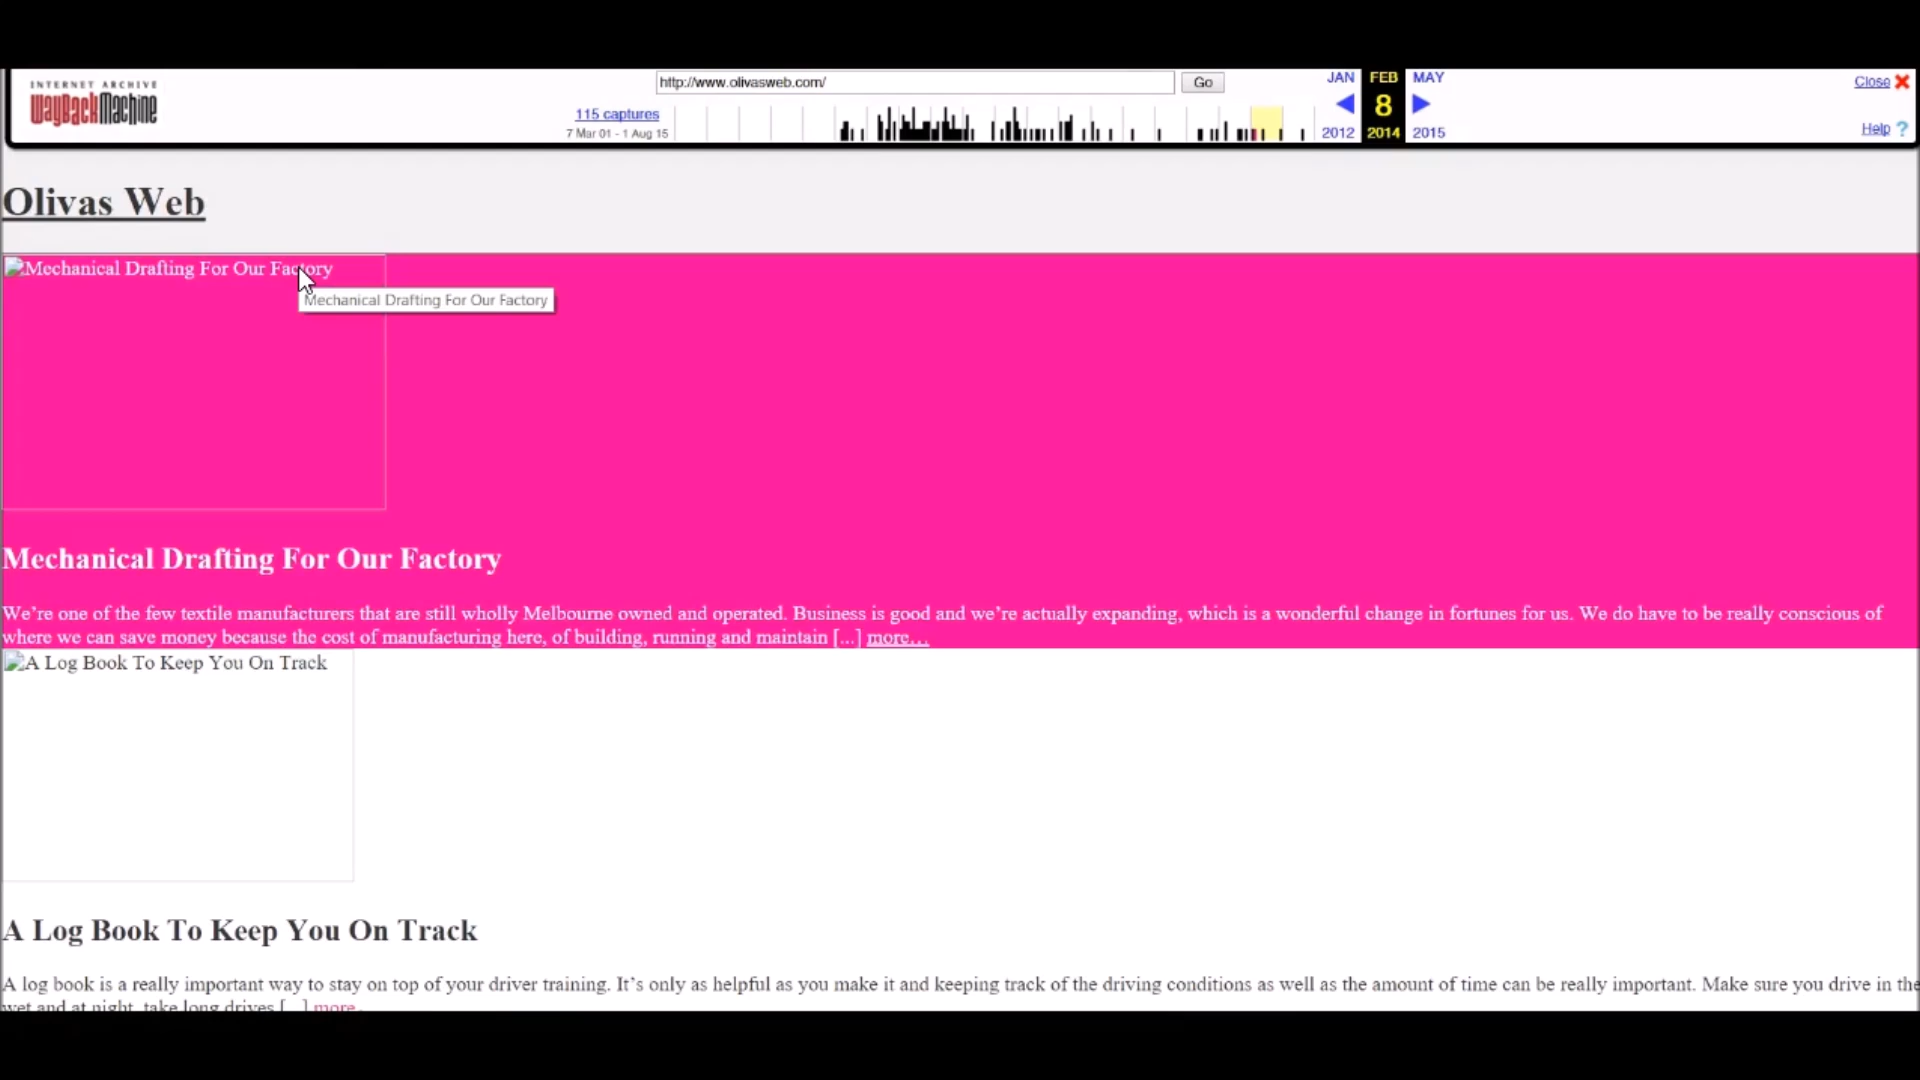 INTERNET ARCHIVE
WayBackMachine
http://www.olivasweb.com/
Go
115 captures
7 Mar 01 - 1 Aug 15
JAN FEB MAY
8
2012 2014 2015
Close
Help ?
Olivas Web
Mechanical Drafting For Our Factory
Mechanical Drafting For Our Factory
Mechanical Drafting For Our Factory
We’re one of the few textile manufacturers that are still wholly Melbourne owned and operated. Business is good and we’re actually expanding, which is a wonderful change in fortunes for us. We do have to be really conscious of
where we can save money because the cost of manufacturing here, of building, running and maintain [...] more…
A Log Book To Keep You On Track
A Log Book To Keep You On Track
A log book is a really important way to stay on top of your driver training. It’s only as helpful as you make it and keeping track of the driving conditions as well as the amount of time can be really important. Make sure you drive in the
wet and at night, take long drives [...] more…